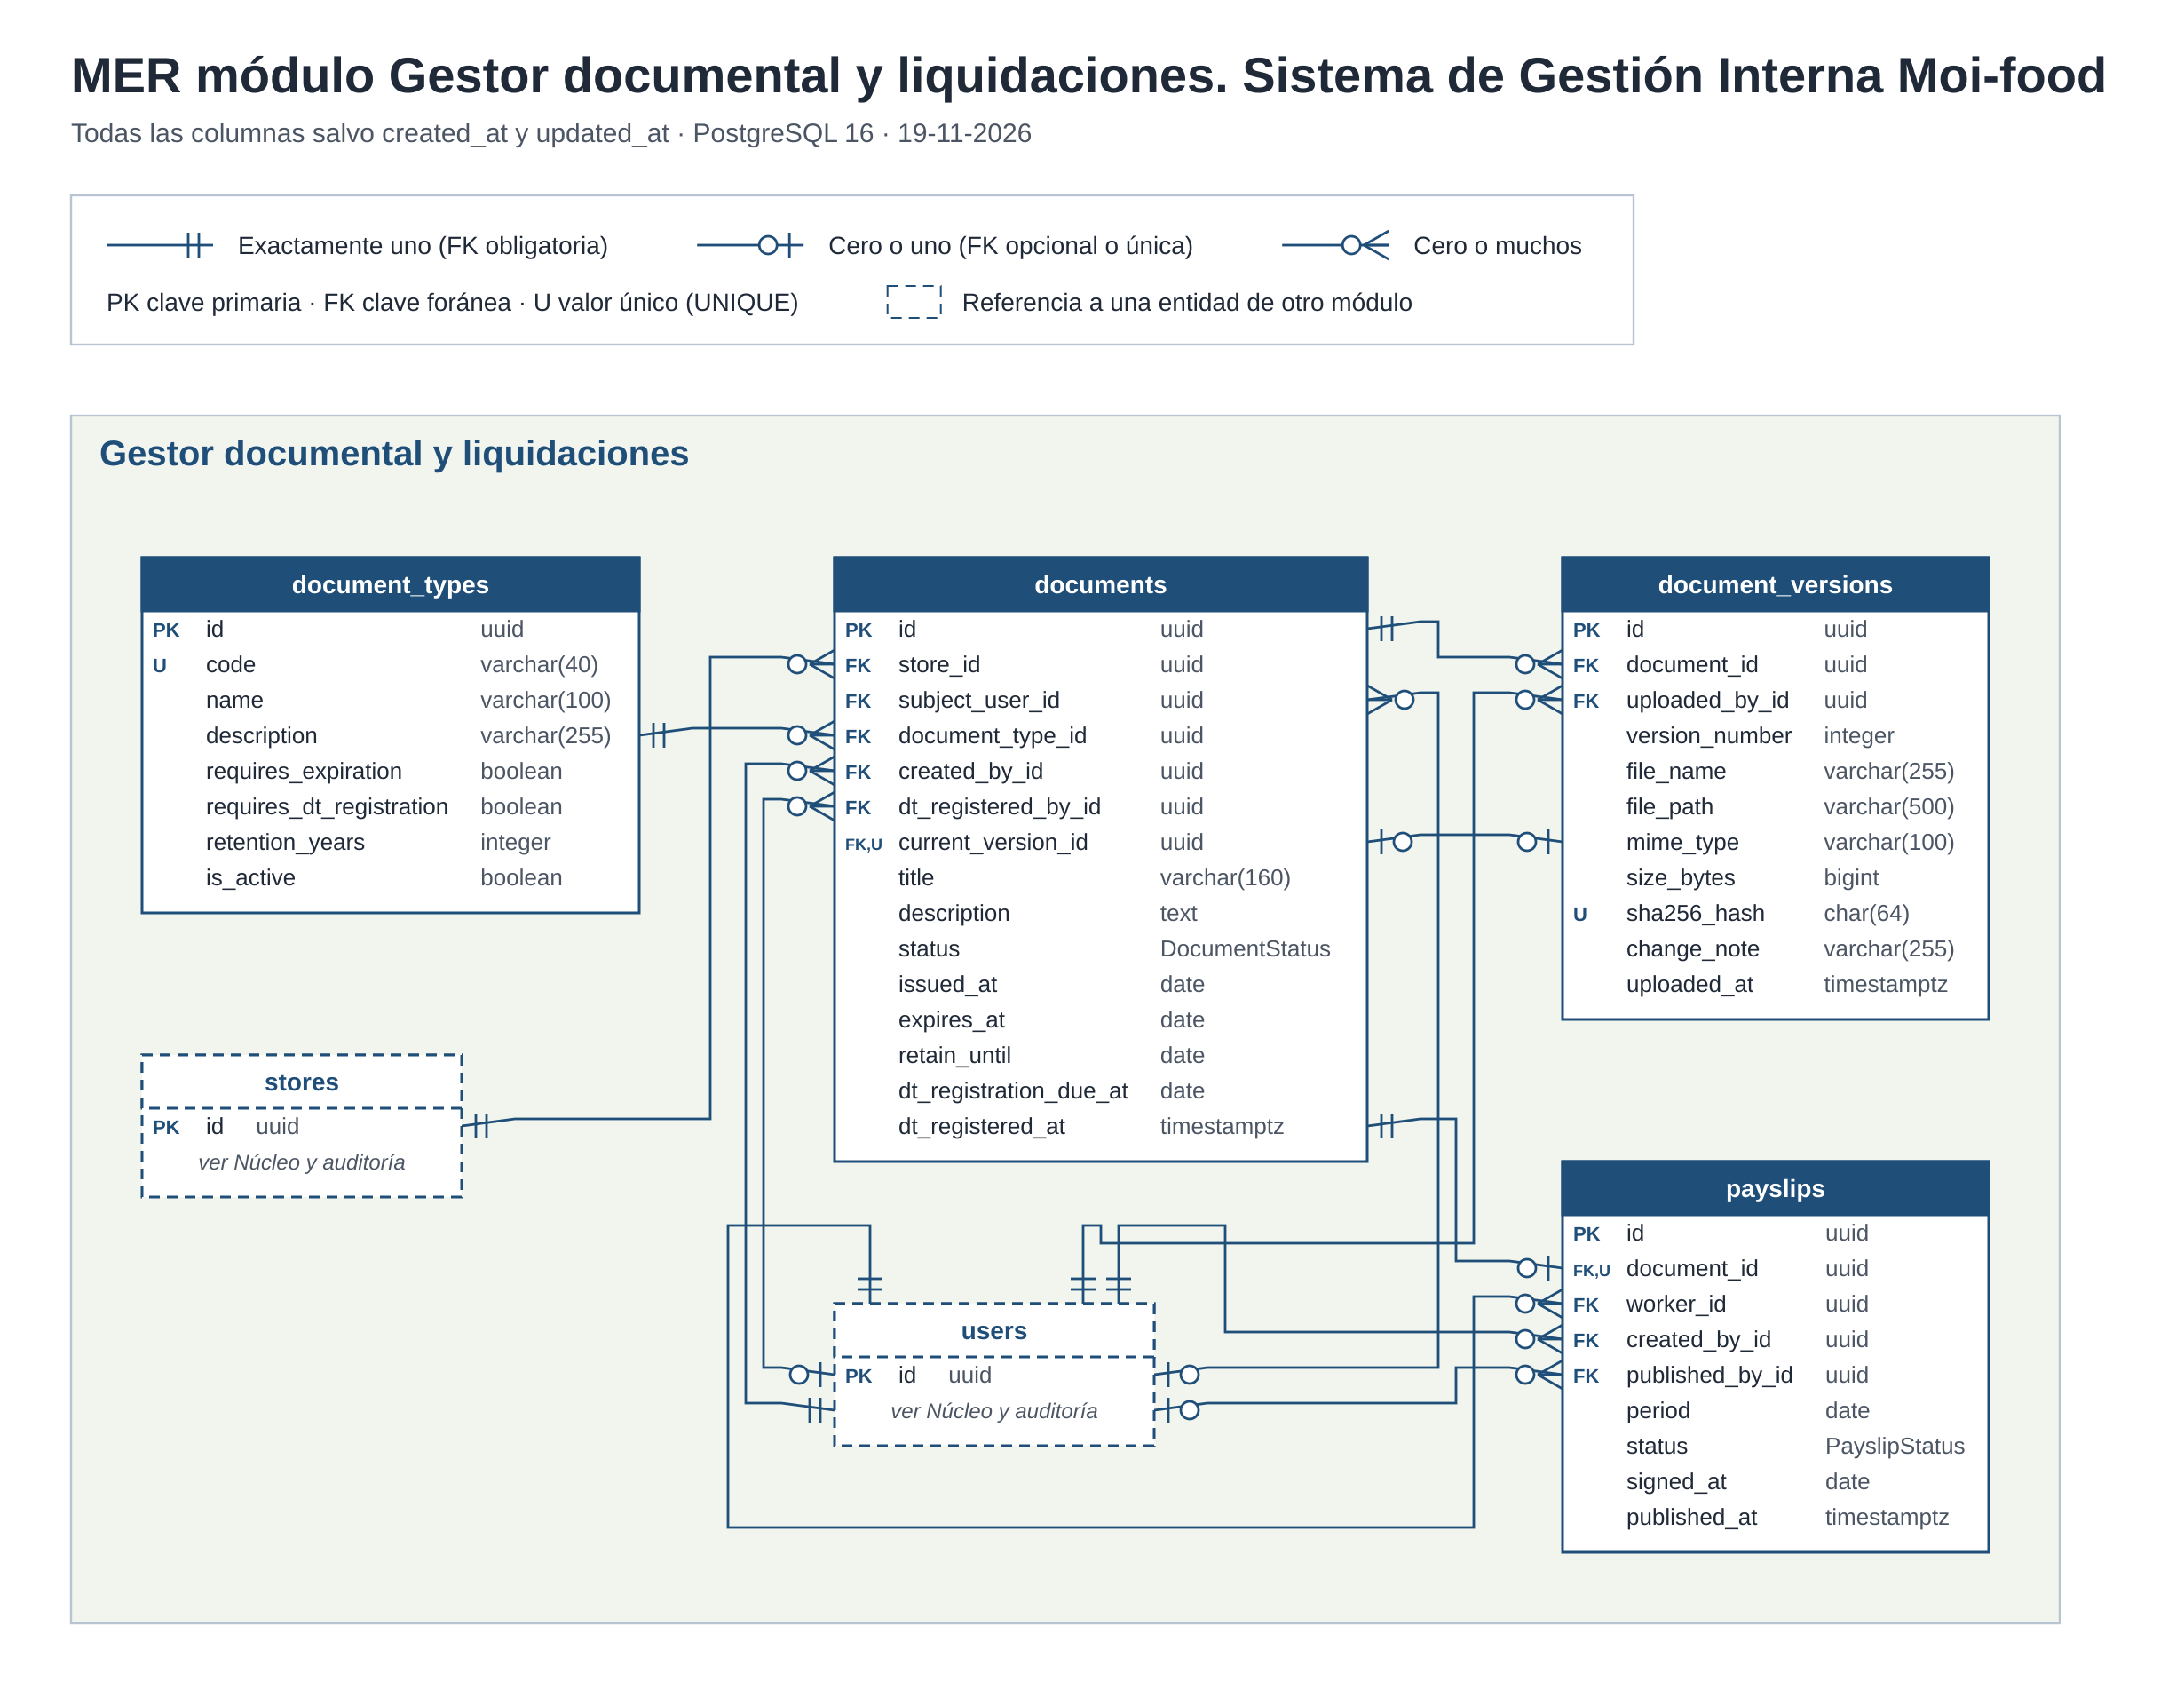 MER módulo Gestor documental y liquidaciones. Sistema de Gestión Interna Moi-food
Todas las columnas salvo created_at y updated_at · PostgreSQL 16 · 19-11-2026
Exactamente uno (FK obligatoria)
Cero o uno (FK opcional o única)
Cero o muchos
PK clave primaria · FK clave foránea · U valor único (UNIQUE)
Referencia a una entidad de otro módulo
Gestor documental y liquidaciones
document_types
PK id uuid
U code varchar(40)
name varchar(100)
description varchar(255)
requires_expiration boolean
requires_dt_registration boolean
retention_years integer
is_active boolean
documents
PK id uuid
FK store_id uuid
FK subject_user_id uuid
FK document_type_id uuid
FK created_by_id uuid
FK dt_registered_by_id uuid
FK,U current_version_id uuid
title varchar(160)
description text
status DocumentStatus
issued_at date
expires_at date
retain_until date
dt_registration_due_at date
dt_registered_at timestamptz
document_versions
PK id uuid
FK document_id uuid
FK uploaded_by_id uuid
version_number integer
file_name varchar(255)
file_path varchar(500)
mime_type varchar(100)
size_bytes bigint
U sha256_hash char(64)
change_note varchar(255)
uploaded_at timestamptz
stores
PK id uuid
ver Núcleo y auditoría
users
PK id uuid
ver Núcleo y auditoría
payslips
PK id uuid
FK,U document_id uuid
FK worker_id uuid
FK created_by_id uuid
FK published_by_id uuid
period date
status PayslipStatus
signed_at date
published_at timestamptz